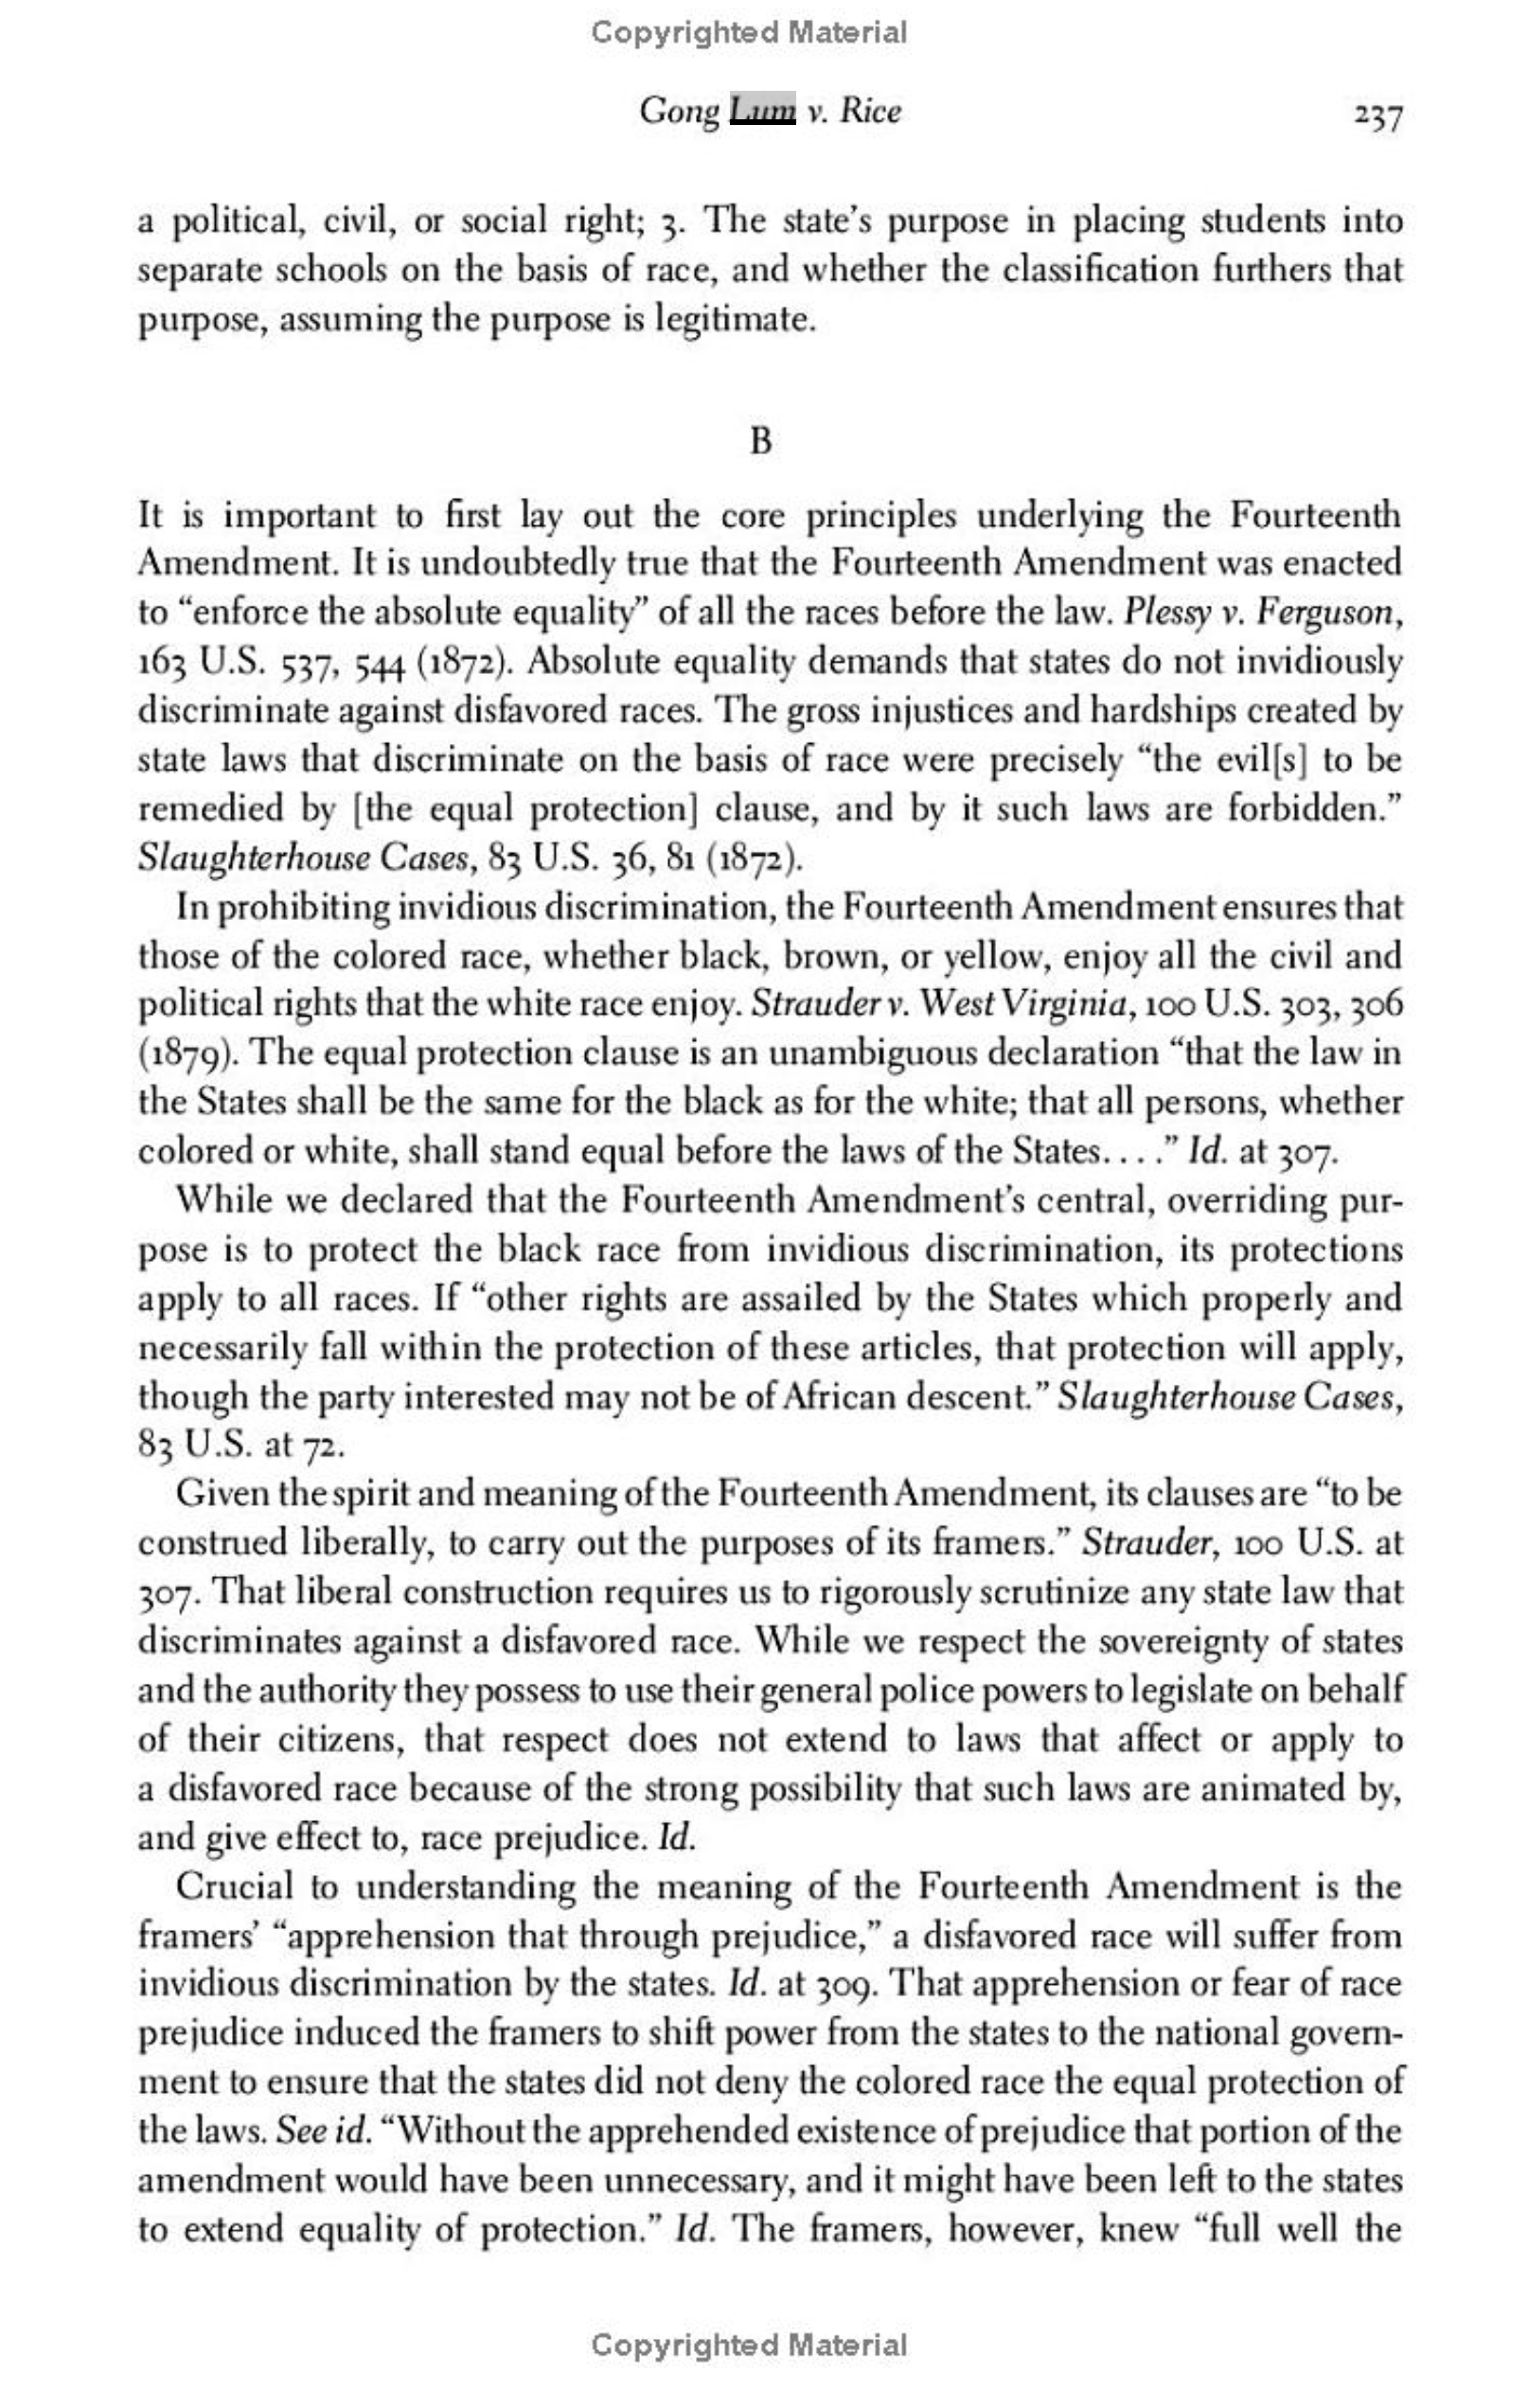 Copyrighted Material
Gong Lum v. Rice 237
a political, civil, or social right; 3. The state’s purpose in placing students into
separate schools on the basis of race, and whether the classification furthers that
purpose, assuming the purpose is legitimate.
B
It is important to first lay out the core principles underlying the Fourteenth
Amendment. It is undoubtedly true that the Fourteenth Amendment was enacted
to “enforce the absolute equality” of all the races before the law. Plessy v. Ferguson,
163 U.S. 537, 544 (1872). Absolute equality demands that states do not invidiously
discriminate against disfavored races. The gross injustices and hardships created by
state laws that discriminate on the basis of race were precisely “the evil[s] to be
remedied by [the equal protection] clause, and by it such laws are forbidden.”
Slaughterhouse Cases, 83 U.S. 36, 81 (1872).
In prohibiting invidious discrimination, the Fourteenth Amendment ensures that
those of the colored race, whether black, brown, or yellow, enjoy all the civil and
political rights that the white race enjoy. Strauder v. West Virginia, 100 U.S. 303, 306
(1879). The equal protection clause is an unambiguous declaration “that the law in
the States shall be the same for the black as for the white; that all persons, whether
colored or white, shall stand equal before the laws of the States. . . .” Id. at 307.
While we declared that the Fourteenth Amendment’s central, overriding pur-
pose is to protect the black race from invidious discrimination, its protections
apply to all races. If “other rights are assailed by the States which properly and
necessarily fall within the protection of these articles, that protection will apply,
though the party interested may not be of African descent.” Slaughterhouse Cases,
83 U.S. at 72.
Given the spirit and meaning of the Fourteenth Amendment, its clauses are “to be
construed liberally, to carry out the purposes of its framers.” Strauder, 100 U.S. at
307. That liberal construction requires us to rigorously scrutinize any state law that
discriminates against a disfavored race. While we respect the sovereignty of states
and the authority they possess to use their general police powers to legislate on behalf
of their citizens, that respect does not extend to laws that affect or apply to
a disfavored race because of the strong possibility that such laws are animated by,
and give effect to, race prejudice. Id.
Crucial to understanding the meaning of the Fourteenth Amendment is the
framers’ “apprehension that through prejudice,” a disfavored race will suffer from
invidious discrimination by the states. Id. at 309. That apprehension or fear of race
prejudice induced the framers to shift power from the states to the national govern-
ment to ensure that the states did not deny the colored race the equal protection of
the laws. See id. “Without the apprehended existence of prejudice that portion of the
amendment would have been unnecessary, and it might have been left to the states
to extend equality of protection.” Id. The framers, however, knew “full well the
Copyrighted Material